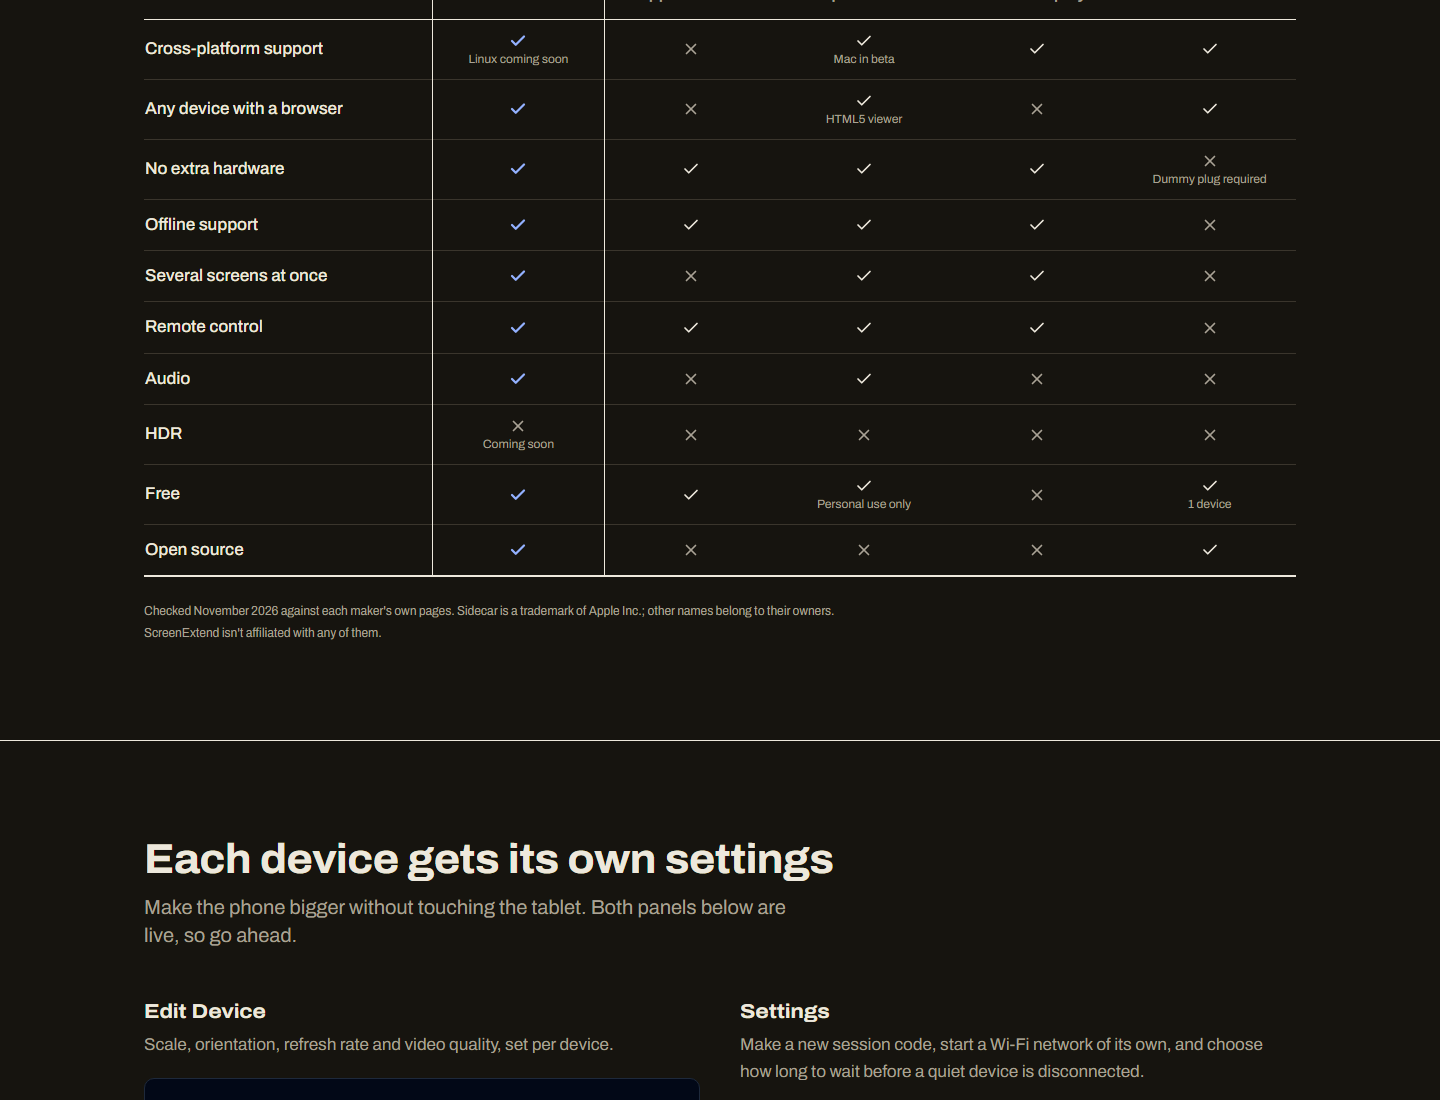 Cross-platform support
Linux coming soon
Mac in beta
Any device with a browser
HTML5 viewer
No extra hardware
Dummy plug required
Offline support
Several screens at once
Remote control
Audio
HDR
Coming soon
Free
Personal use only
1 device
Open source
Checked November 2026 against each maker's own pages. Sidecar is a trademark of Apple Inc.; other names belong to their owners.
ScreenExtend isn't affiliated with any of them.
Each device gets its own settings
Make the phone bigger without touching the tablet. Both panels below are
live, so go ahead.
Edit Device
Scale, orientation, refresh rate and video quality, set per device.
Settings
Make a new session code, start a Wi-Fi network of its own, and choose
how long to wait before a quiet device is disconnected.